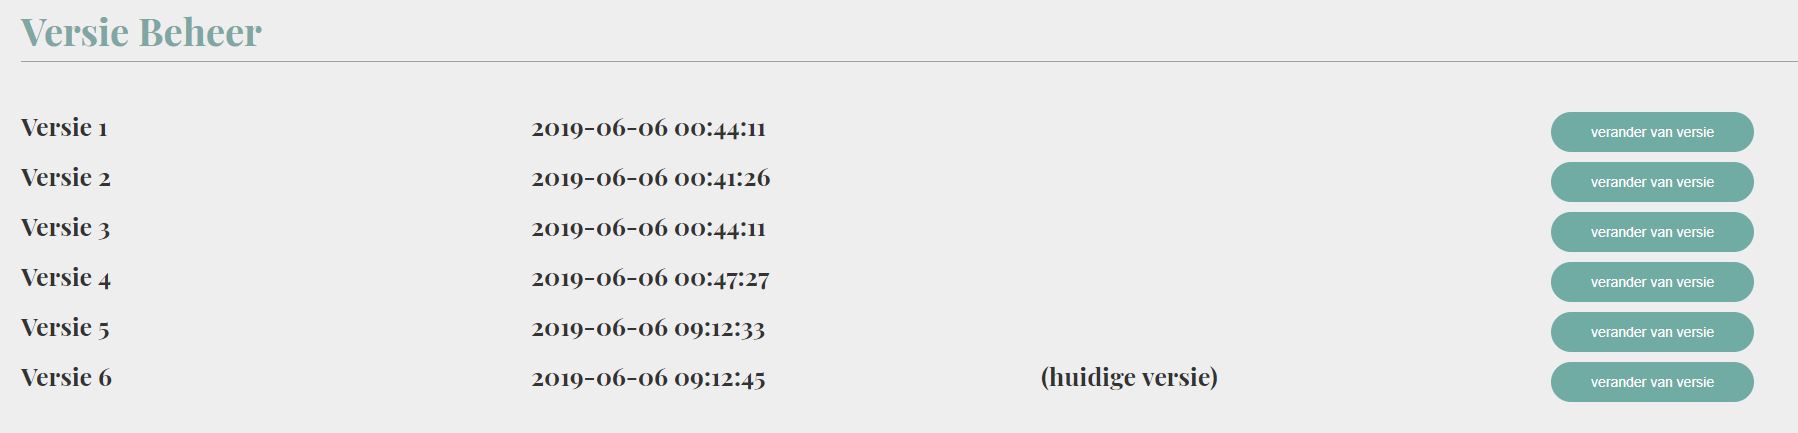 Versie Beheer
Versie 1 2019-06-06 00:44:11 verander van versie
Versie 2 2019-06-06 00:41:26 verander van versie
Versie 3 2019-06-06 00:44:11 verander van versie
Versie 4 2019-06-06 00:47:27 verander van versie
Versie 5 2019-06-06 09:12:33 verander van versie
Versie 6 2019-06-06 09:12:45 (huidige versie) verander van versie